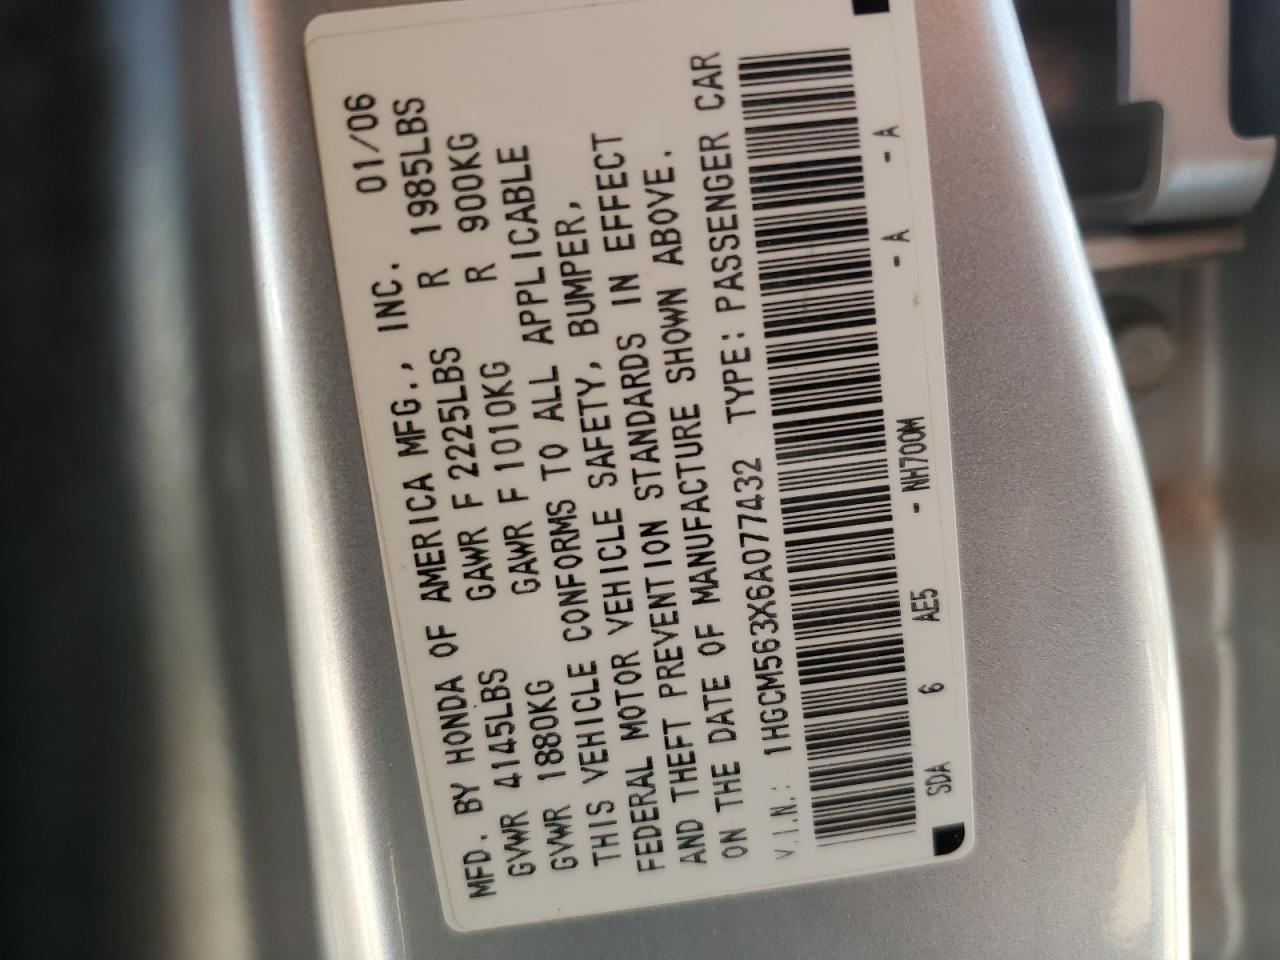 MFD. BY HONDA OF AMERICA MFG., INC. 01/06
GVWR 4145LBS GAWR F 2225LBS R 1985LBS
GVWR 1880KG GAWR F 1010KG R 900KG
THIS VEHICLE CONFORMS TO ALL APPLICABLE
FEDERAL MOTOR VEHICLE SAFETY, BUMPER,
AND THEFT PREVENTION STANDARDS IN EFFECT
ON THE DATE OF MANUFACTURE SHOWN ABOVE.
V.I.N.: 1HGCM563X6A077432 TYPE: PASSENGER CAR
SDA 6 AE5 - NH700M - A - A